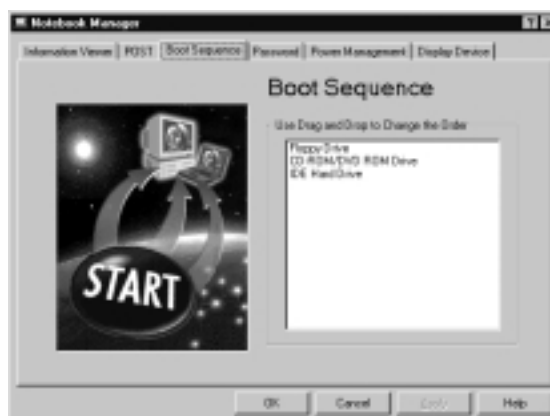 Notebook Manager
Information Viewer POST Boot Sequence Password Power Management Display Device
Boot Sequence
Use Drag and Drop to Change the Order
Floppy Drive
CD-ROM/DVD ROM Drive
IDE Hard Drive
START
OK Cancel Apply Help